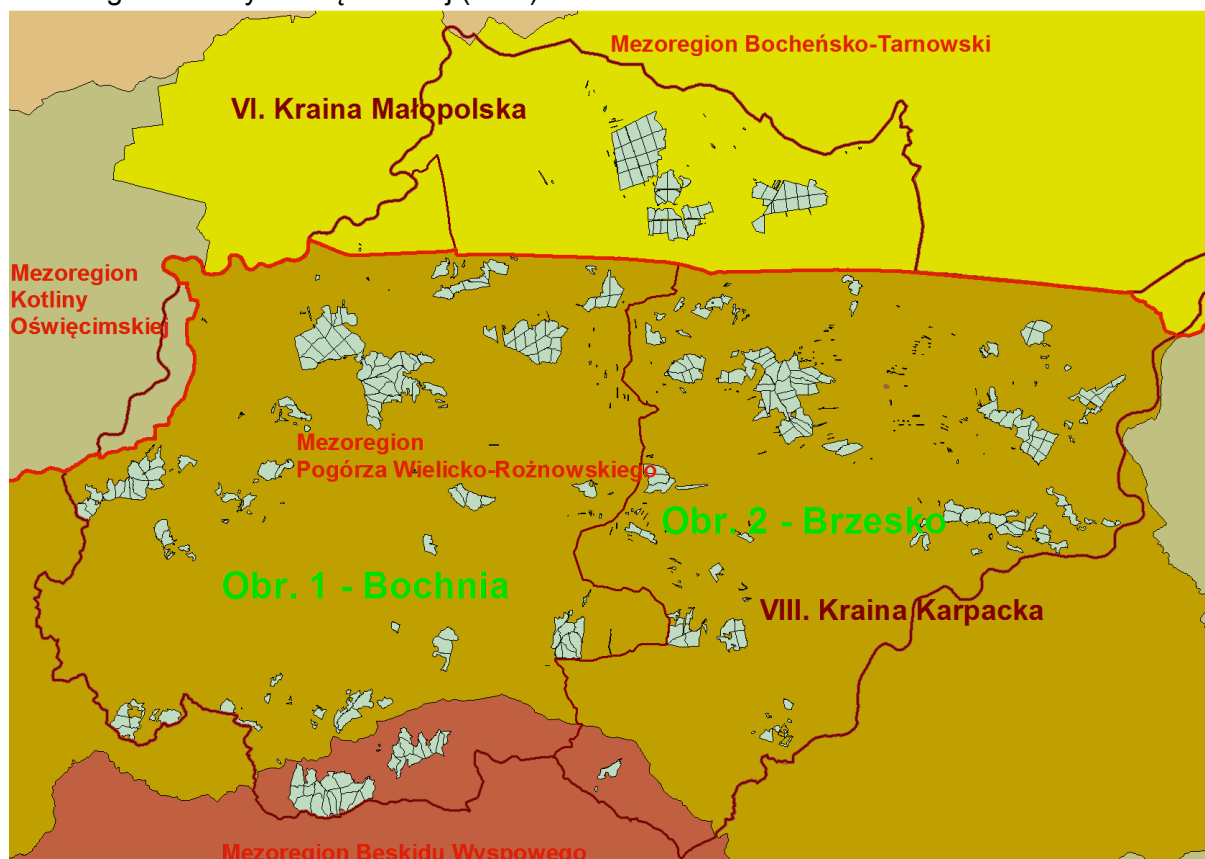 Mezoregion Bocheńsko-Tarnowski
VI. Kraina Małopolska
Mezoregion
Kotliny
Oświęcimskiej
Mezoregion
Pogórza Wielicko-Rożnowskiego
Obr. 2 - Brzesko
Obr. 1 - Bochnia
VIII. Kraina Karpacka
Mezoregion Beskidu Wyspowego